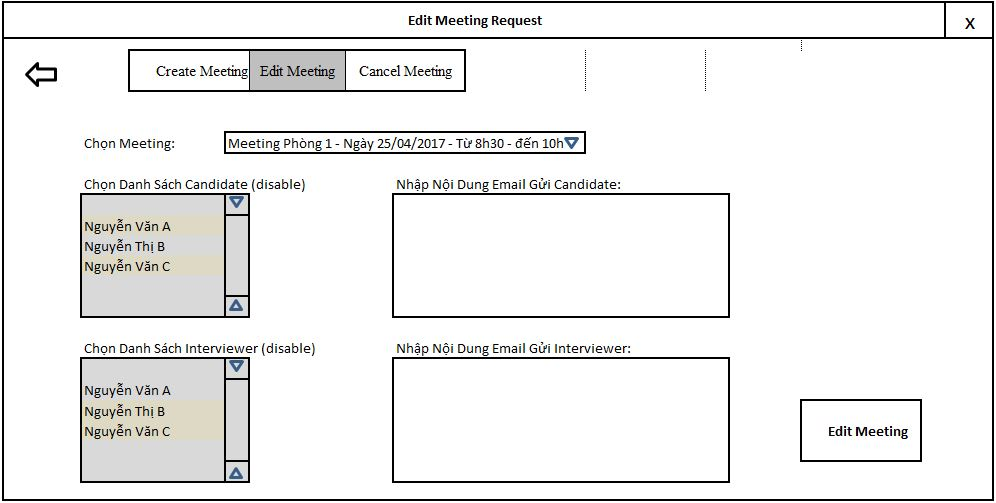 Edit Meeting Request
X
Create Meeting Edit Meeting Cancel Meeting
Chọn Meeting: Meeting Phòng 1 - Ngày 25/04/2017 - Từ 8h30 - đến 10h
Chọn Danh Sách Candidate (disable) Nhập Nội Dung Email Gửi Candidate:
Nguyễn Văn A
Nguyễn Thị B
Nguyễn Văn C
Chọn Danh Sách Interviewer (disable) Nhập Nội Dung Email Gửi Interviewer:
Nguyễn Văn A
Nguyễn Thị B
Nguyễn Văn C
Edit Meeting